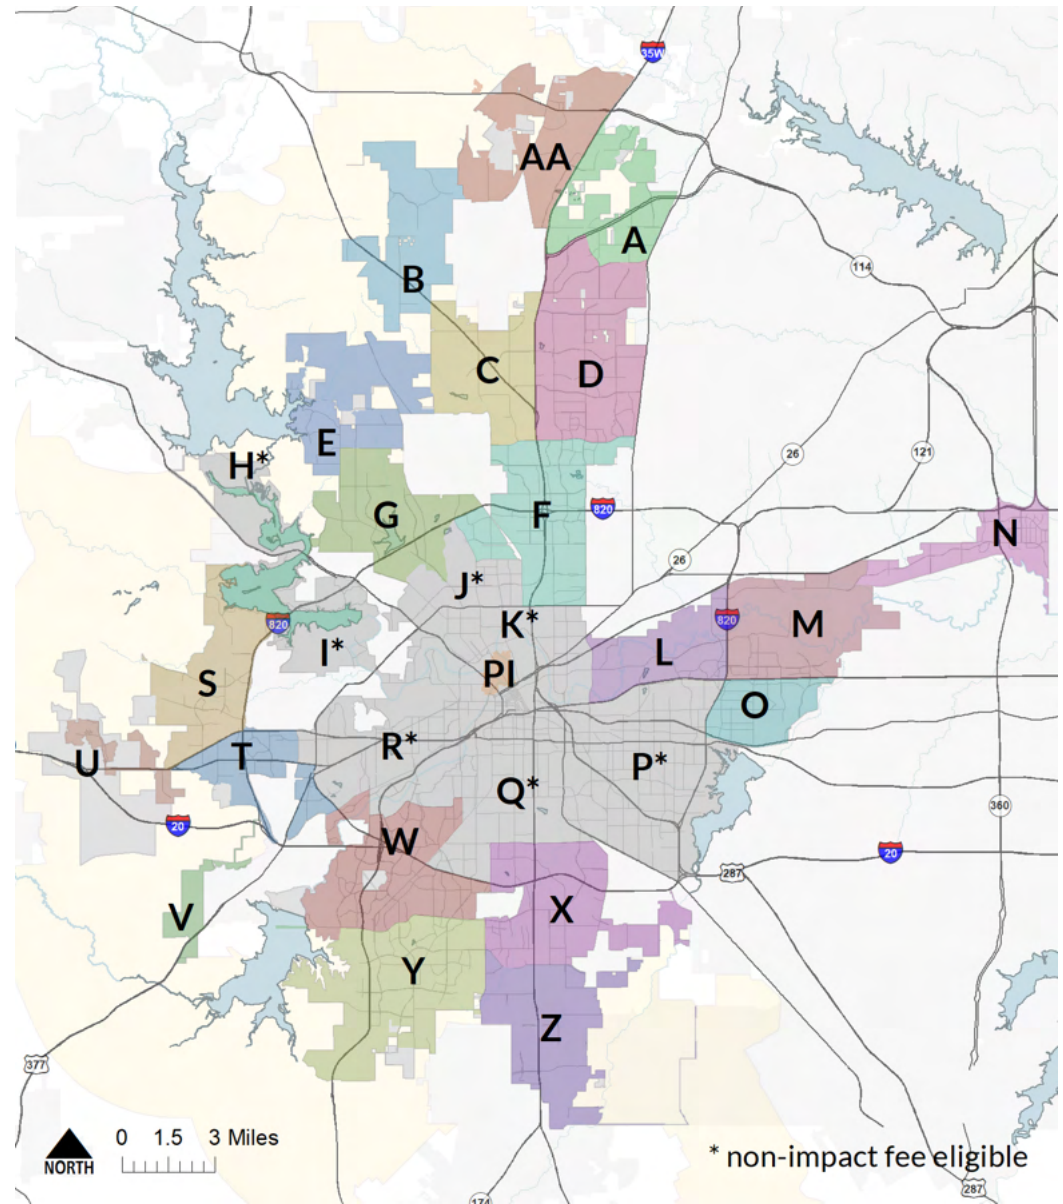 35W
AA
A
B
114
C
D
E
H*
26
121
G
F
820
N
26
J*
K*
820
M
820
I*
L
PI
S
O
U
T
R*
P*
Q*
360
20
W
20
287
V
X
Y
Z
377
0 1.5 3 Miles
NORTH
* non-impact fee eligible
287
174